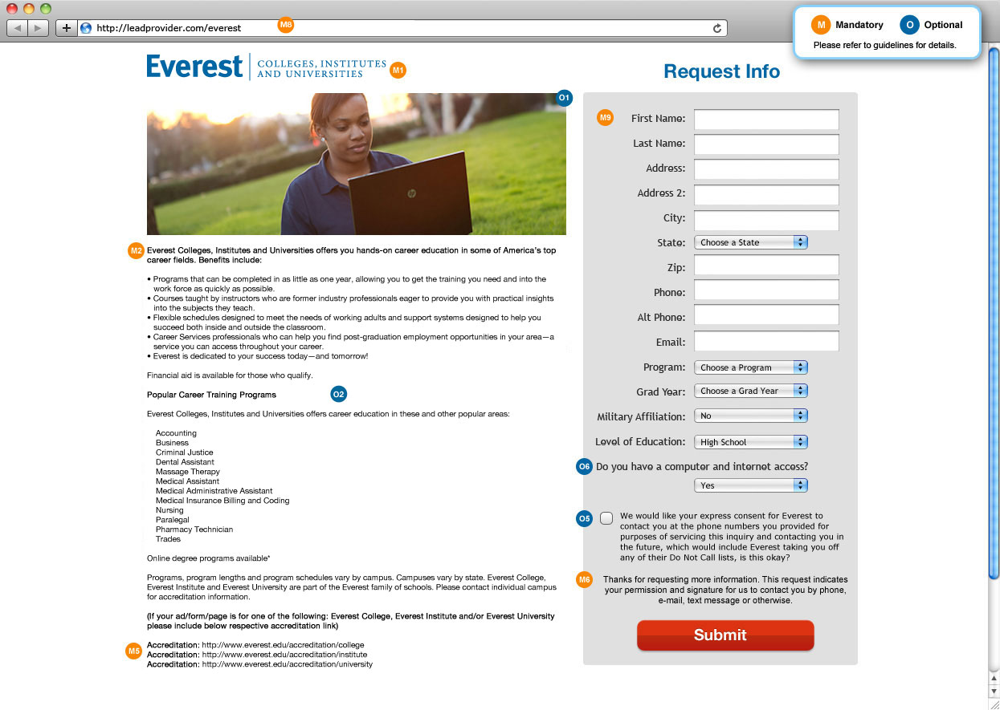 http://leadprovider.com/everest
M8
M Mandatory O Optional
Please refer to guidelines for details.
Everest
COLLEGES, INSTITUTES
AND UNIVERSITIES
M1
O1
hp
M2
Everest Colleges, Institutes and Universities offers you hands-on career education in some of America's top
career fields. Benefits include:
• Programs that can be completed in as little as one year, allowing you to get the training you need and into the
work force as quickly as possible.
• Courses taught by instructors who are former industry professionals eager to provide you with practical insights
into the subjects they teach.
• Flexible schedules designed to meet the needs of working adults and support systems designed to help you
succeed both inside and outside the classroom.
• Career Services professionals who can help you find post-graduation employment opportunities in your area—a
service you can access throughout your career.
• Everest is dedicated to your success today—and tomorrow!
Financial aid is available for those who qualify.
Popular Career Training Programs
O2
Everest Colleges, Institutes and Universities offers career education in these and other popular areas:
Accounting
Business
Criminal Justice
Dental Assistant
Massage Therapy
Medical Assistant
Medical Administrative Assistant
Medical Insurance Billing and Coding
Nursing
Paralegal
Pharmacy Technician
Trades
Online degree programs available*
Programs, program lengths and program schedules vary by campus. Campuses vary by state. Everest College,
Everest Institute and Everest University are part of the Everest family of schools. Please contact individual campus
for accreditation information.
(If your ad/form/page is for one of the following: Everest College, Everest Institute and/or Everest University
please include below respective accreditation link)
M5
Accreditation: http://www.everest.edu/accreditation/college
Accreditation: http://www.everest.edu/accreditation/institute
Accreditation: http://www.everest.edu/accreditation/university
Request Info
M9
First Name:
Last Name:
Address:
Address 2:
City:
State: Choose a State
Zip:
Phone:
Alt Phone:
Email:
Program: Choose a Program
Grad Year: Choose a Grad Year
Military Affiliation: No
Level of Education: High School
O6
Do you have a computer and internet access?
Yes
O5
We would like your express consent for Everest to
contact you at the phone numbers you provided for
purposes of servicing this inquiry and contacting you in
the future, which would include Everest taking you off
any of their Do Not Call lists, is this okay?
M6
Thanks for requesting more information. This request indicates
your permission and signature for us to contact you by phone,
e-mail, text message or otherwise.
Submit